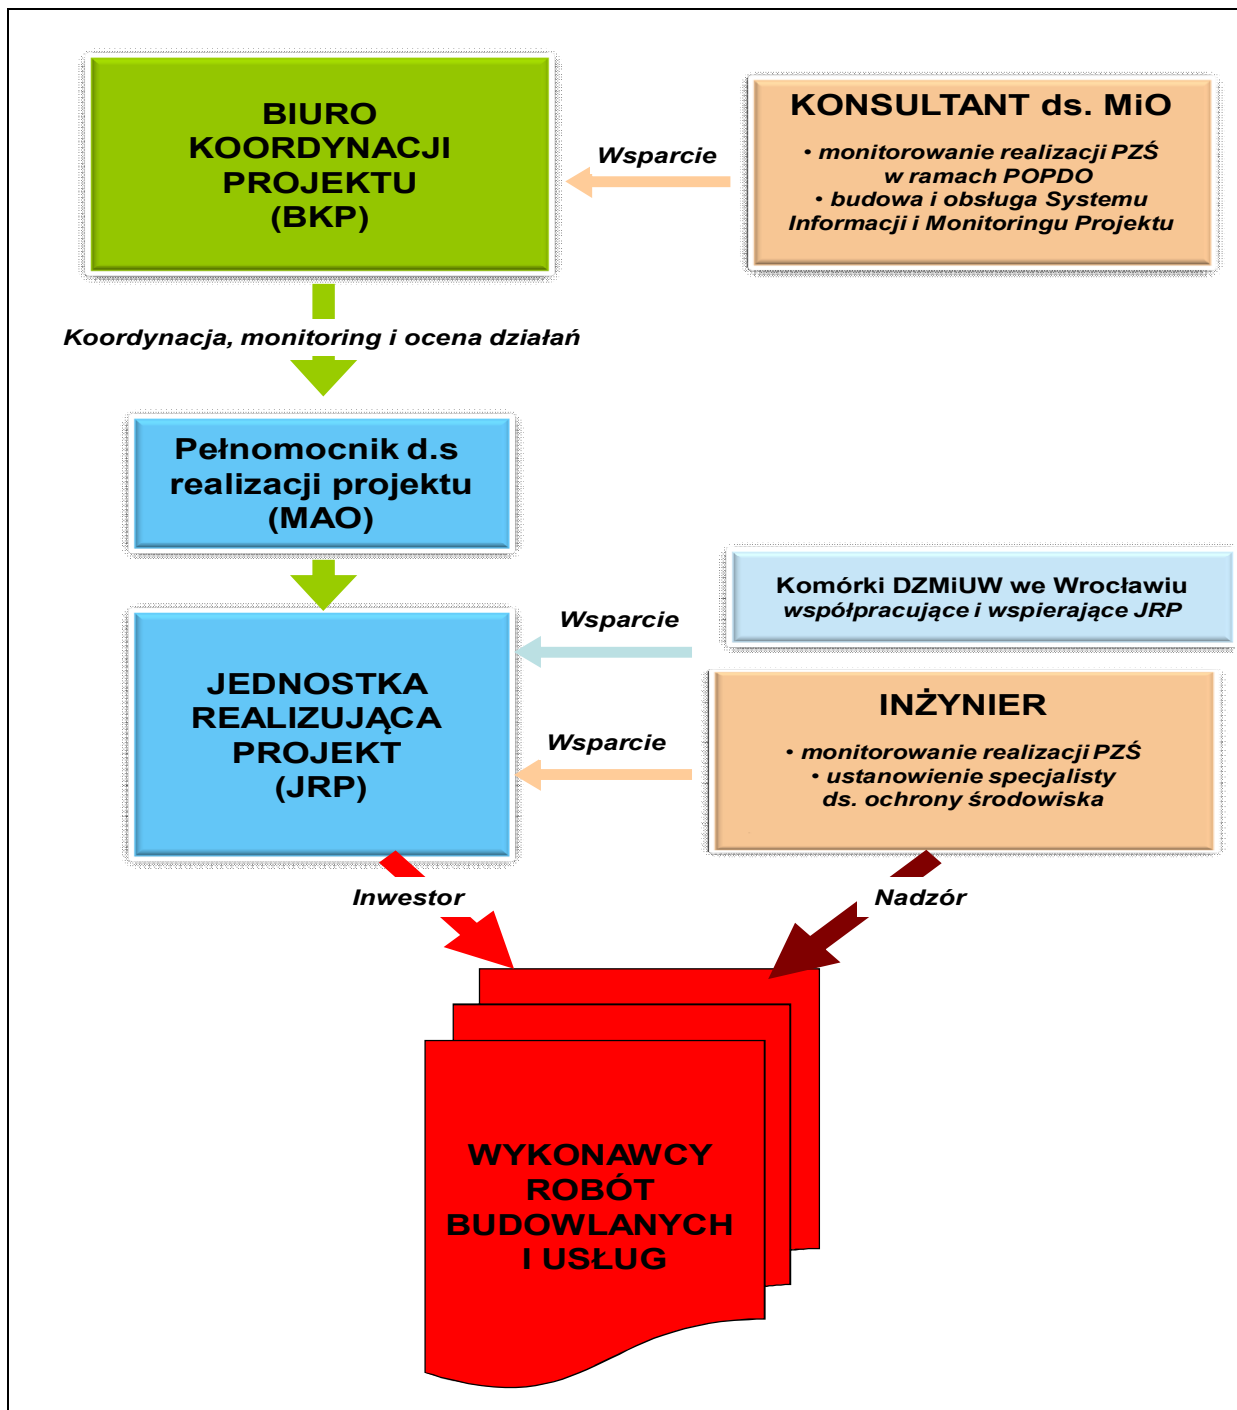 BIURO
KOORDYNACJI
PROJEKTU
(BKP)
Wsparcie
KONSULTANT ds. MiO
• monitorowanie realizacji PZŚ
w ramach POPDO
• budowa i obsługa Systemu
Informacji i Monitoringu Projektu
Koordynacja, monitoring i ocena działań
Pełnomocnik d.s
realizacji projektu
(MAO)
Komórki DZMiUW we Wrocławiu
współpracujące i wspierające JRP
Wsparcie
JEDNOSTKA
REALIZUJĄCA
PROJEKT
(JRP)
Wsparcie
INŻYNIER
• monitorowanie realizacji PZŚ
• ustanowienie specjalisty
ds. ochrony środowiska
Inwestor
Nadzór
WYKONAWCY
ROBÓT
BUDOWLANYCH
I USŁUG